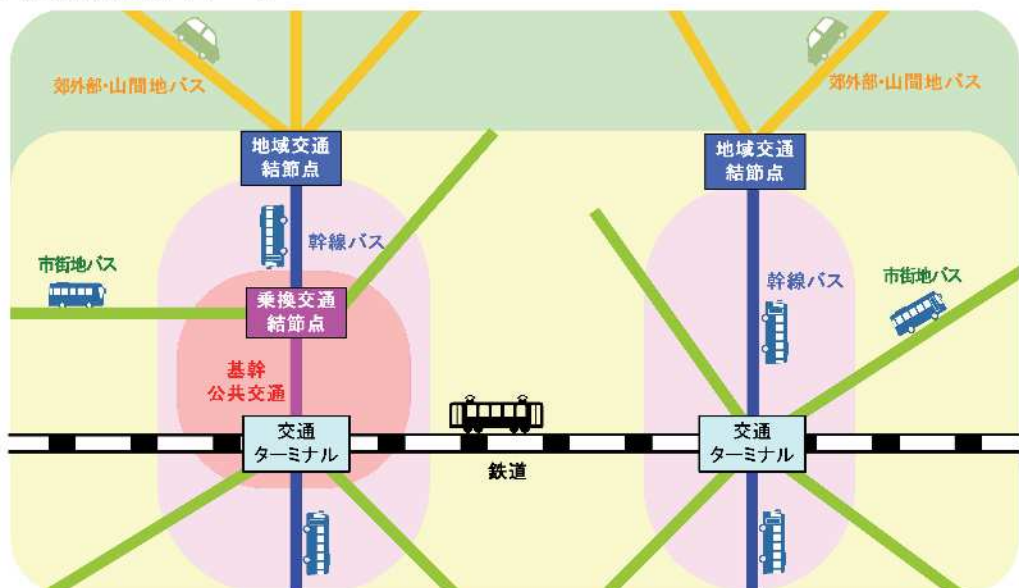 郊外部・山間地バス
郊外部・山間地バス
地域交通
結節点
地域交通
結節点
幹線バス
市街地バス
幹線バス
市街地バス
乗換交通
結節点
基幹
公共交通
交通
ターミナル
交通
ターミナル
鉄道